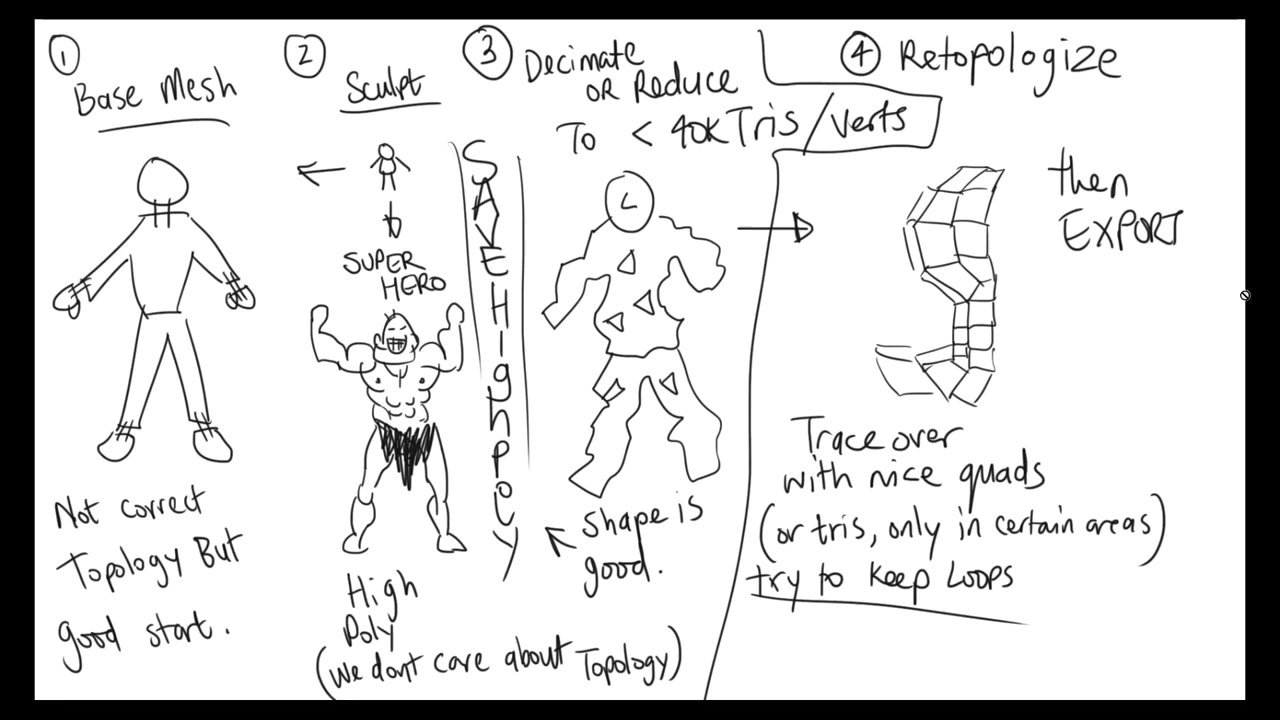 1
Base Mesh
Not correct
Topology But
good start.
2
Sculpt
SUPER
HERO
High
Poly
(we dont care about Topology)
SAVE HIghPoly
3
Decimate
or Reduce
To < 40K Tris/Verts
Shape is
good.
4 Retopologize
then
EXPORT
Trace over
with nice quads
(or tris, only in certain areas)
try to keep Loops